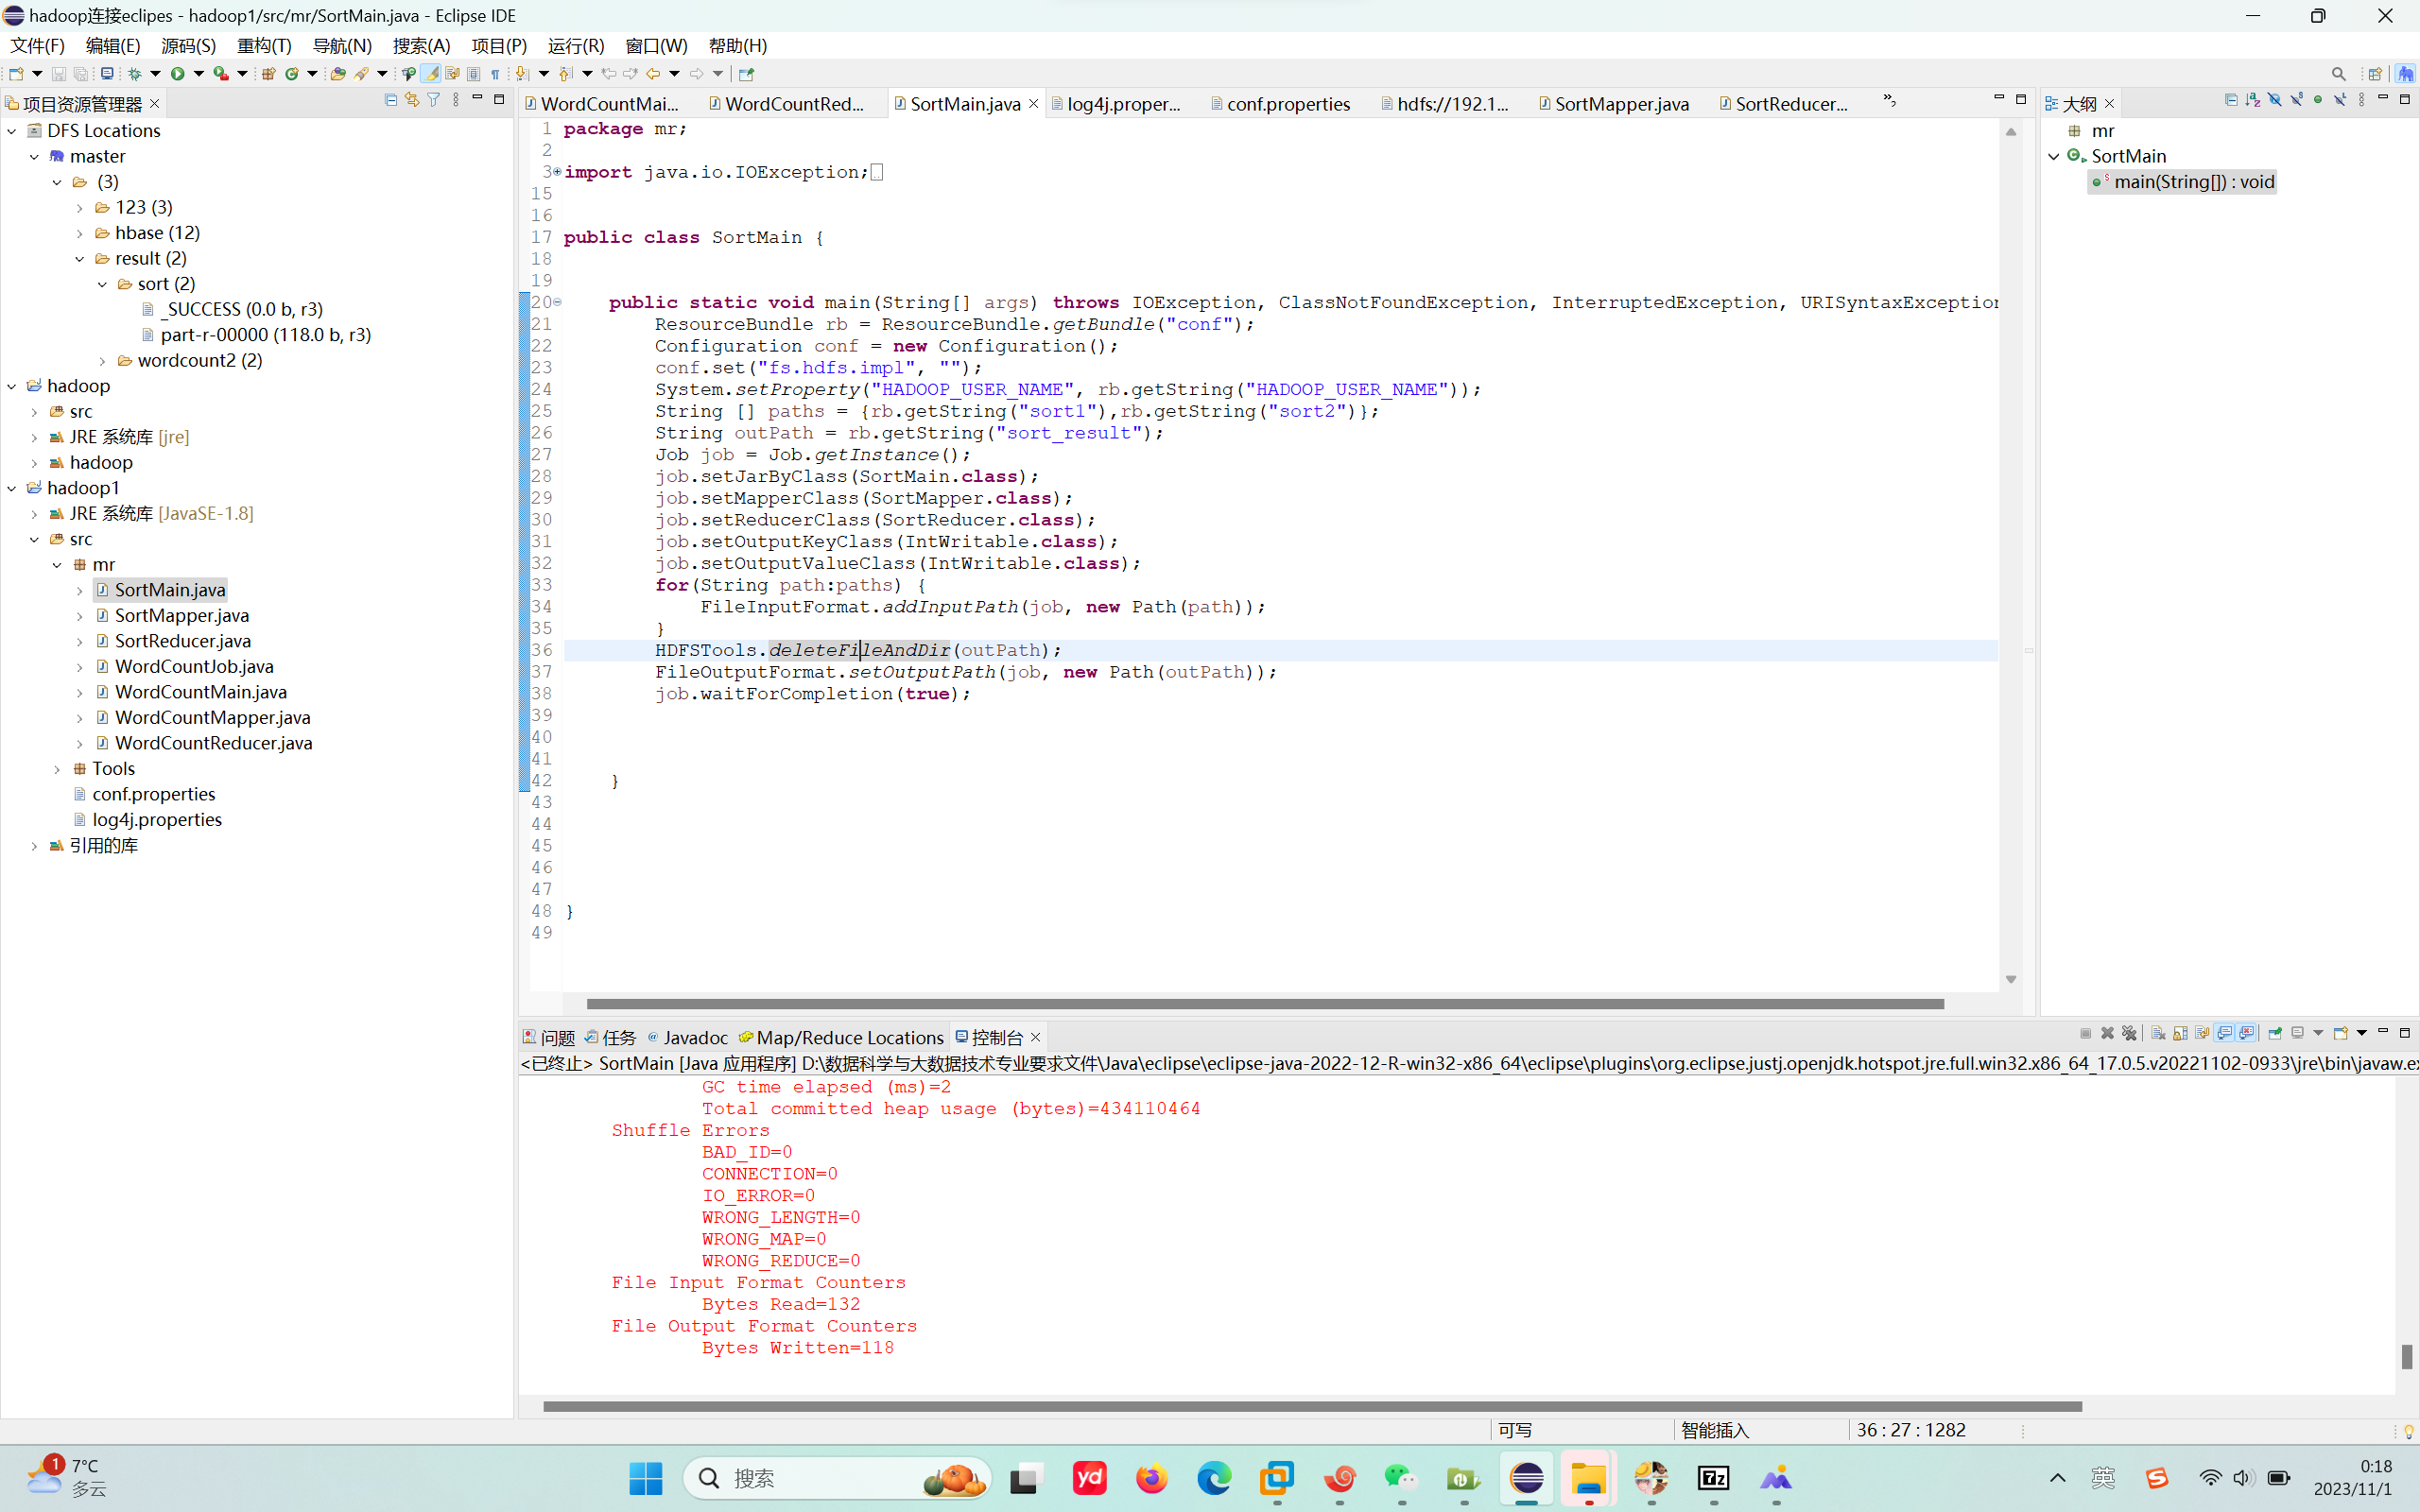 hadoop连接eclipes - hadoop1/src/mr/SortMain.java - Eclipse IDE
文件(F) 编辑(E) 源码(S) 重构(T) 导航(N) 搜索(A) 项目(P) 运行(R) 窗口(W) 帮助(H)
项目资源管理器
DFS Locations
master
(3)
123 (3)
hbase (12)
result (2)
sort (2)
_SUCCESS (0.0 b, r3)
part-r-00000 (118.0 b, r3)
wordcount2 (2)
hadoop
src
JRE 系统库 [jre]
hadoop
hadoop1
JRE 系统库 [JavaSE-1.8]
src
mr
SortMain.java
SortMapper.java
SortReducer.java
WordCountJob.java
WordCountMain.java
WordCountMapper.java
WordCountReducer.java
Tools
conf.properties
log4j.properties
引用的库
WordCountMai... WordCountRed... SortMain.java log4j.proper... conf.properties hdfs://192.1... SortMapper.java SortReducer...
1 package mr;
2
3 import java.io.IOException;
15
16
17 public class SortMain {
18
19
20 public static void main(String[] args) throws IOException, ClassNotFoundException, InterruptedException, URISyntaxException
21 ResourceBundle rb = ResourceBundle.getBundle("conf");
22 Configuration conf = new Configuration();
23 conf.set("fs.hdfs.impl", "");
24 System.setProperty("HADOOP_USER_NAME", rb.getString("HADOOP_USER_NAME"));
25 String [] paths = {rb.getString("sort1"),rb.getString("sort2")};
26 String outPath = rb.getString("sort_result");
27 Job job = Job.getInstance();
28 job.setJarByClass(SortMain.class);
29 job.setMapperClass(SortMapper.class);
30 job.setReducerClass(SortReducer.class);
31 job.setOutputKeyClass(IntWritable.class);
32 job.setOutputValueClass(IntWritable.class);
33 for(String path:paths) {
34 FileInputFormat.addInputPath(job, new Path(path));
35 }
36 HDFSTools.deleteFileAndDir(outPath);
37 FileOutputFormat.setOutputPath(job, new Path(outPath));
38 job.waitForCompletion(true);
39
40
41
42 }
43
44
45
46
47
48 }
49
大纲
mr
SortMain
main(String[]) : void
问题 任务 Javadoc Map/Reduce Locations 控制台
<已终止> SortMain [Java 应用程序] D:\数据科学与大数据技术专业要求文件\Java\eclipse\eclipse-java-2022-12-R-win32-x86_64\eclipse\plugins\org.eclipse.justj.openjdk.hotspot.jre.full.win32.x86_64_17.0.5.v20221102-0933\jre\bin\javaw.ex
GC time elapsed (ms)=2
Total committed heap usage (bytes)=434110464
Shuffle Errors
BAD_ID=0
CONNECTION=0
IO_ERROR=0
WRONG_LENGTH=0
WRONG_MAP=0
WRONG_REDUCE=0
File Input Format Counters
Bytes Read=132
File Output Format Counters
Bytes Written=118
可写 智能插入 36 : 27 : 1282
1 7°C
多云
搜索
yd
7z
英
0:18
2023/11/1